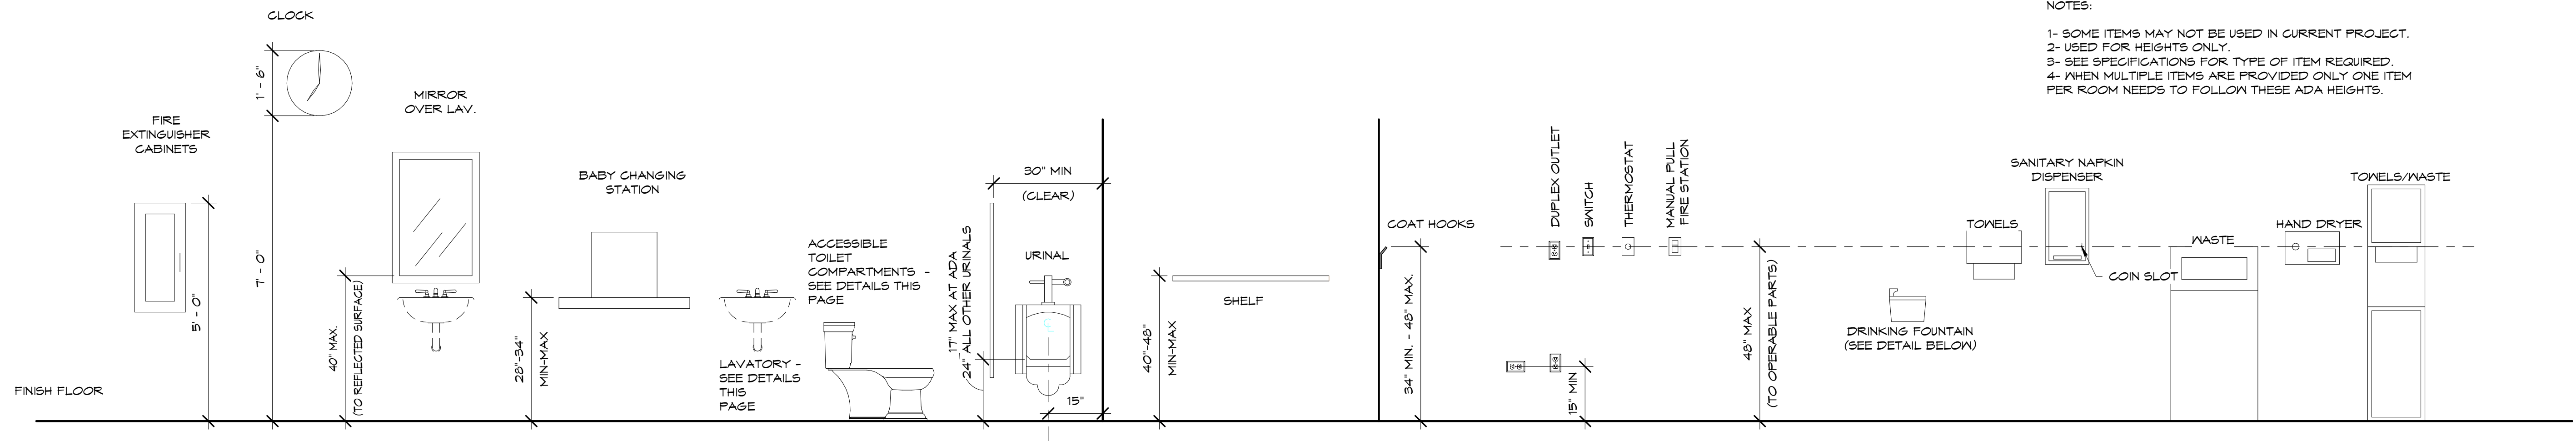 CLOCK
1' - 6"
7' - 0"
FIRE
EXTINGUISHER
CABINETS
5' - 0"
FINISH FLOOR
MIRROR
OVER LAV.
40" MAX.
(TO REFLECTED SURFACE)
BABY CHANGING
STATION
28"-34"
MIN-MAX
LAVATORY -
SEE DETAILS
THIS
PAGE
ACCESSIBLE
TOILET
COMPARTMENTS -
SEE DETAILS THIS
PAGE
17" MAX AT ADA
24" ALL OTHER URINALS
30" MIN
(CLEAR)
URINAL
15"
SHELF
40"-48"
MIN-MAX
COAT HOOKS
34" MIN. - 48" MAX.
DUPLEX OUTLET
SWITCH
THERMOSTAT
MANUAL PULL
FIRE STATION
15" MIN
48" MAX
(TO OPERABLE PARTS)
DRINKING FOUNTAIN
(SEE DETAIL BELOW)
TOWELS
SANITARY NAPKIN
DISPENSER
COIN SLOT
WASTE
HAND DRYER
TOWELS/WASTE
NOTES:
1- SOME ITEMS MAY NOT BE USED IN CURRENT PROJECT.
2- USED FOR HEIGHTS ONLY.
3- SEE SPECIFICATIONS FOR TYPE OF ITEM REQUIRED.
4- WHEN MULTIPLE ITEMS ARE PROVIDED ONLY ONE ITEM
PER ROOM NEEDS TO FOLLOW THESE ADA HEIGHTS.